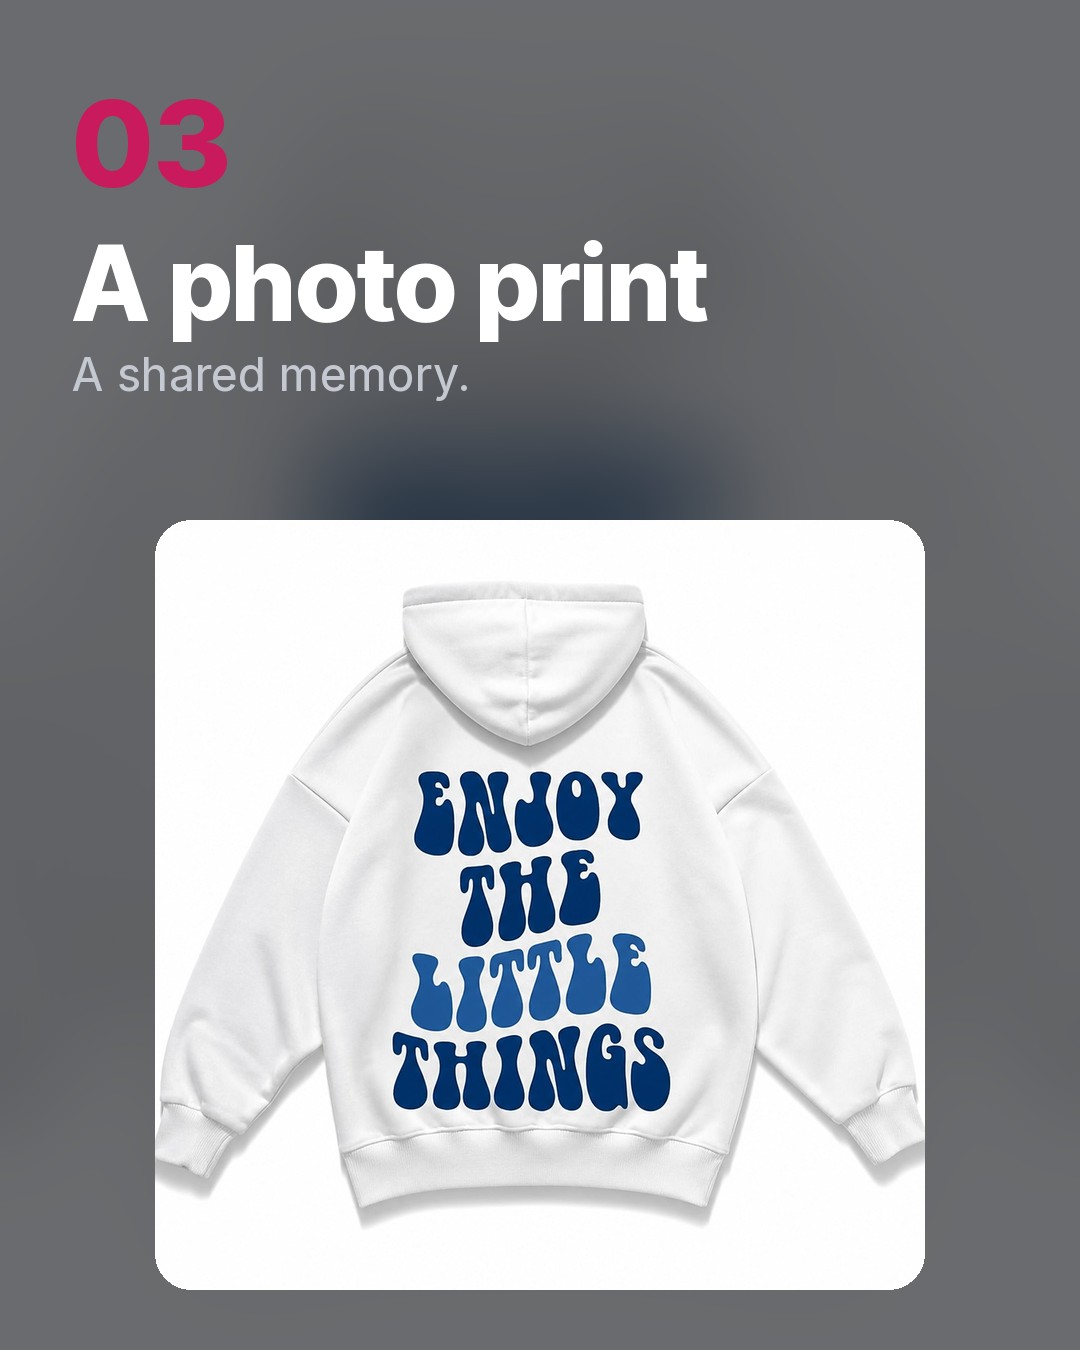 03
A photo print
A shared memory.
ENJOY
THE
LITTLE
THINGS